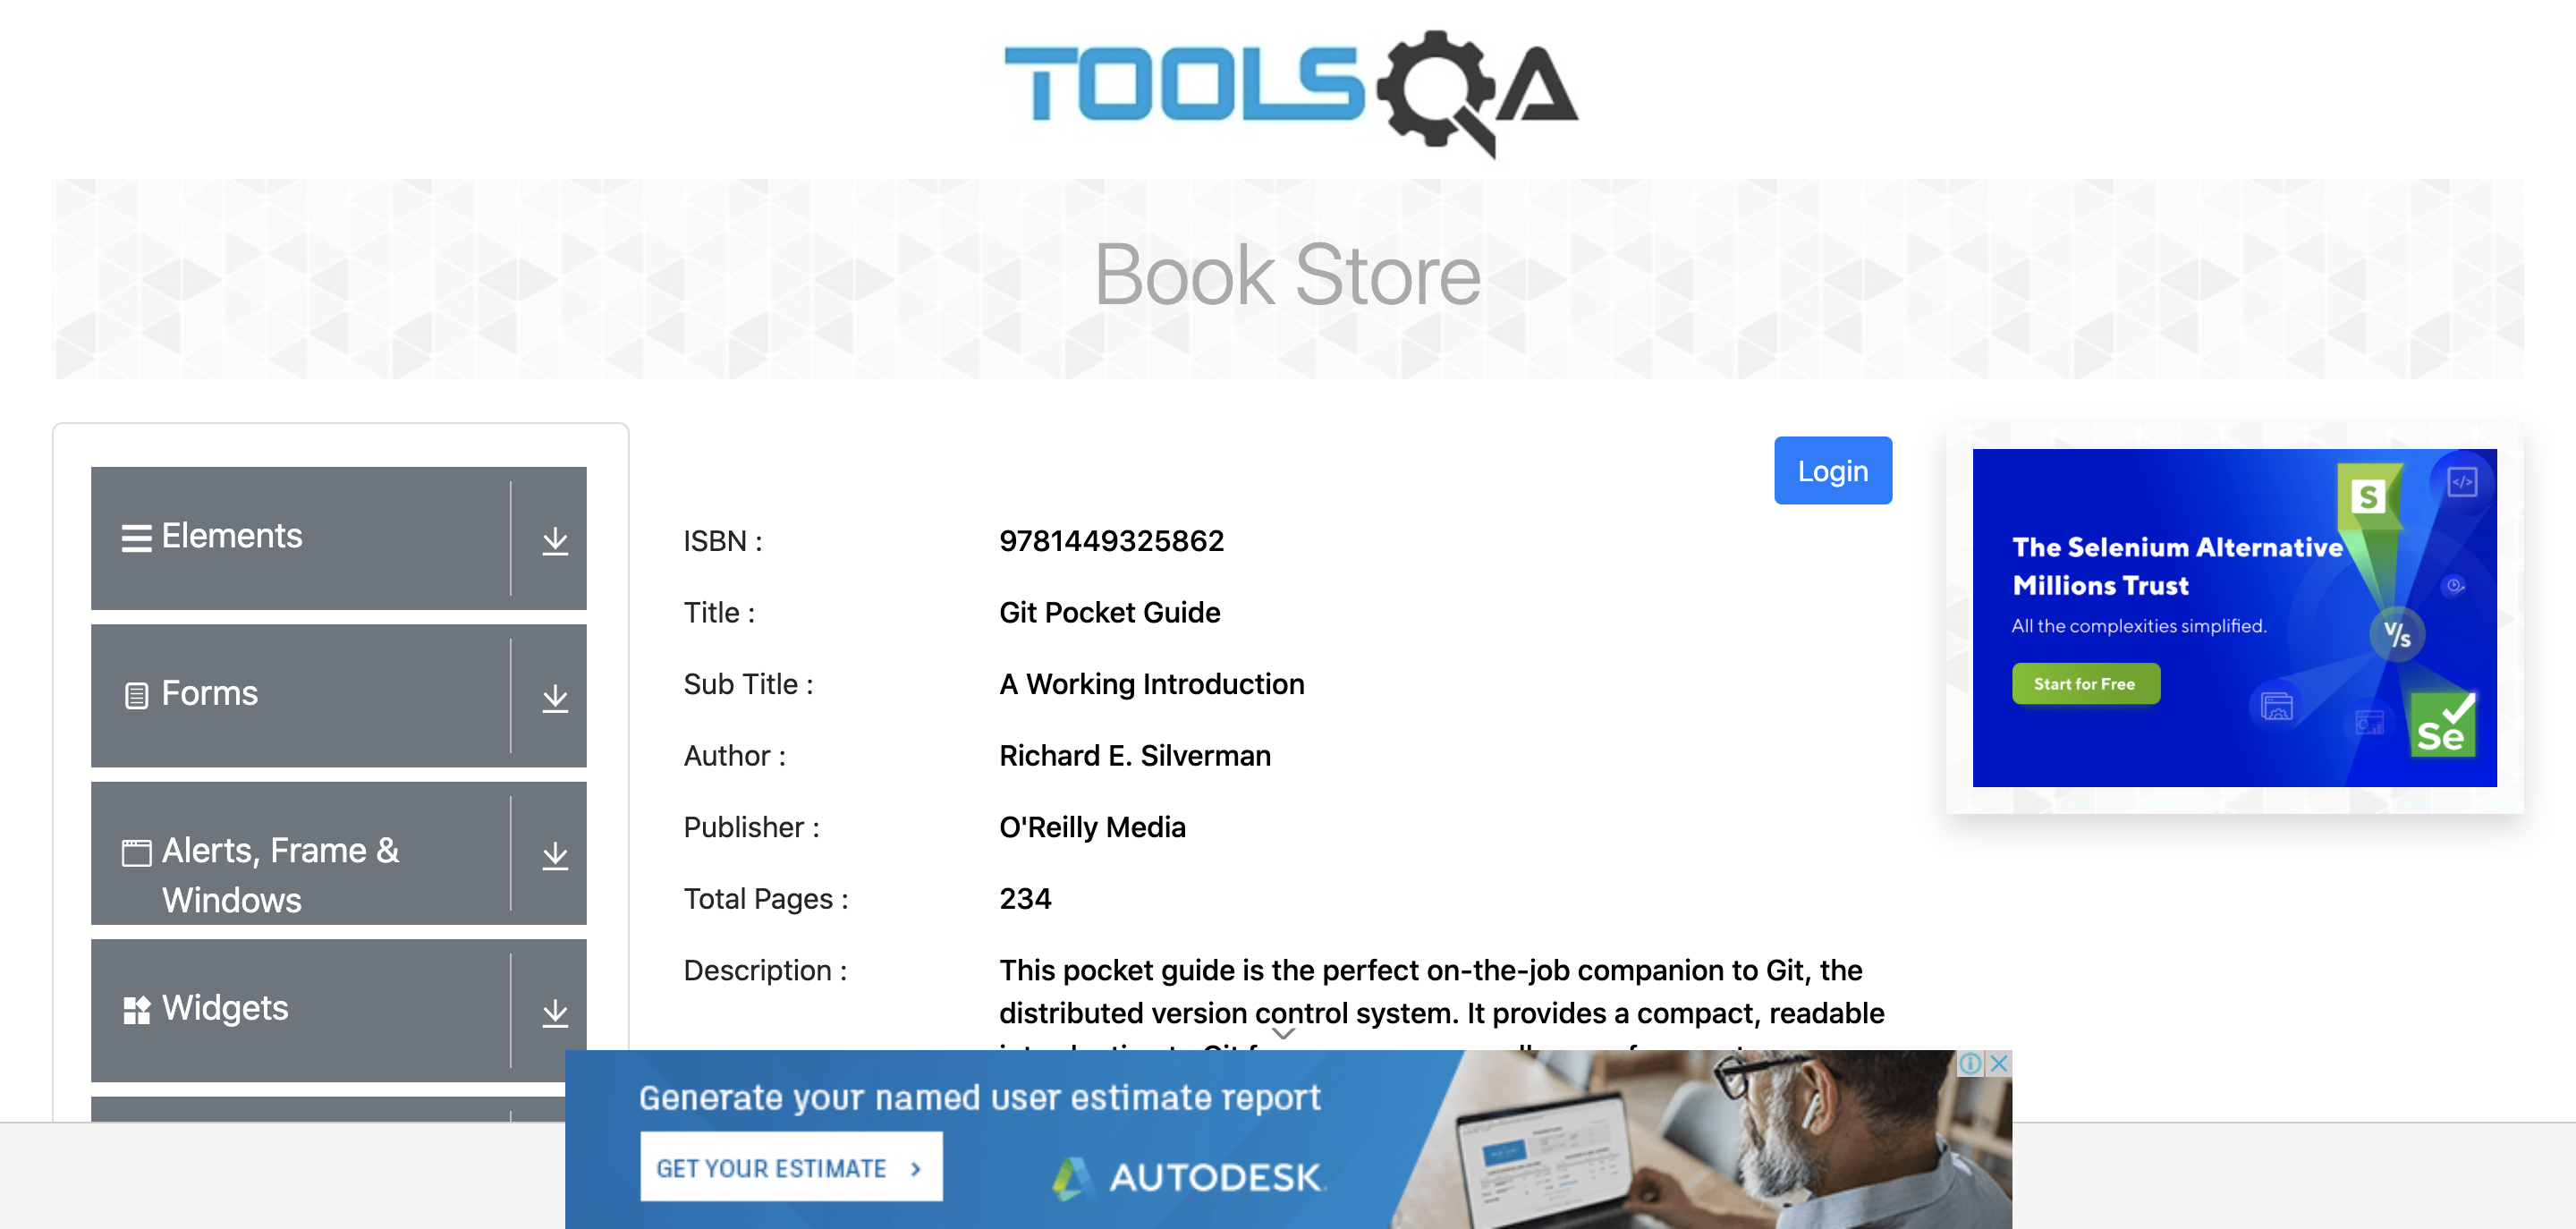 TOOLSQA
Book Store
Elements
Forms
Alerts, Frame &
Windows
Widgets
Login
ISBN :
9781449325862
Title :
Git Pocket Guide
Sub Title :
A Working Introduction
Author :
Richard E. Silverman
Publisher :
O'Reilly Media
Total Pages :
234
Description :
This pocket guide is the perfect on-the-job companion to Git, the
distributed version control system. It provides a compact, readable
The Selenium Alternative
Millions Trust
All the complexities simplified.
Start for Free
S
</>
V/s
Se
Generate your named user estimate report
GET YOUR ESTIMATE
AUTODESK